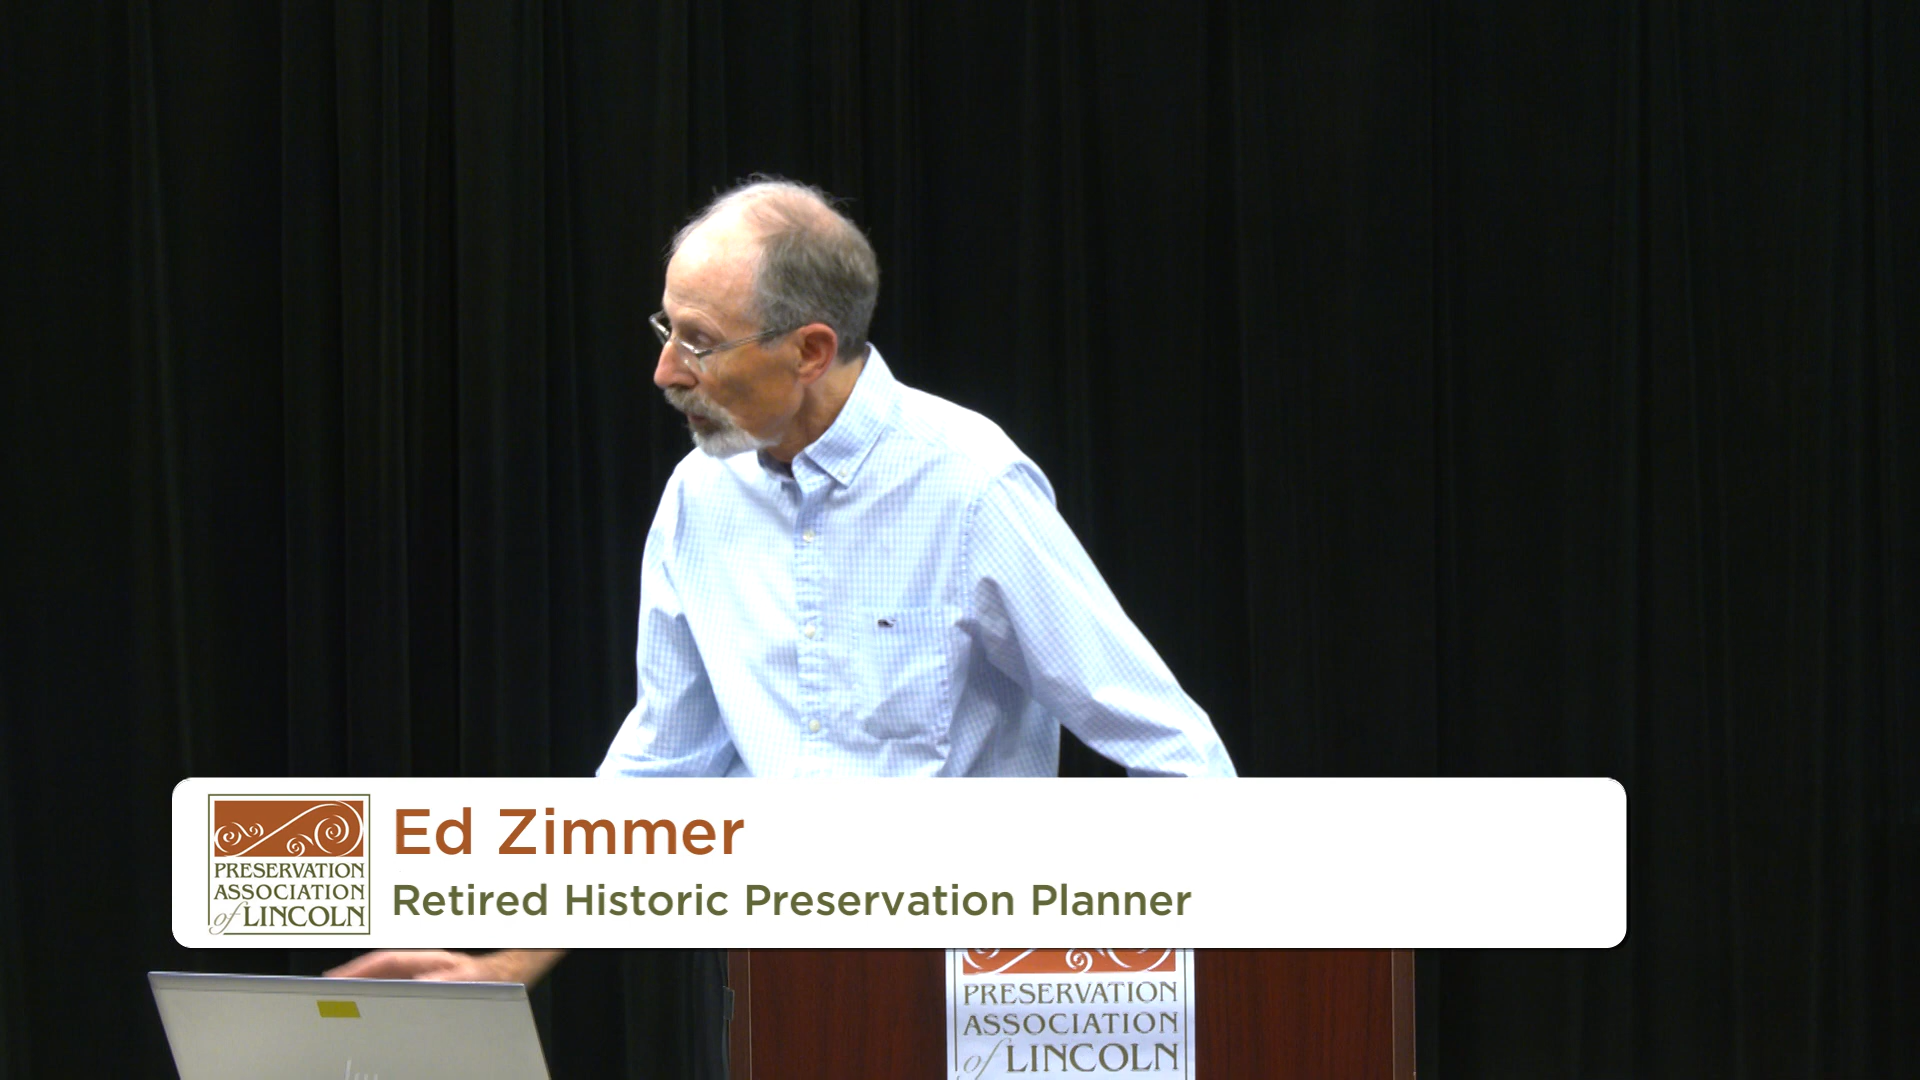 Ed Zimmer
Retired Historic Preservation Planner
PRESERVATION
ASSOCIATION
of LINCOLN
PRESERVATION
ASSOCIATION
of LINCOLN